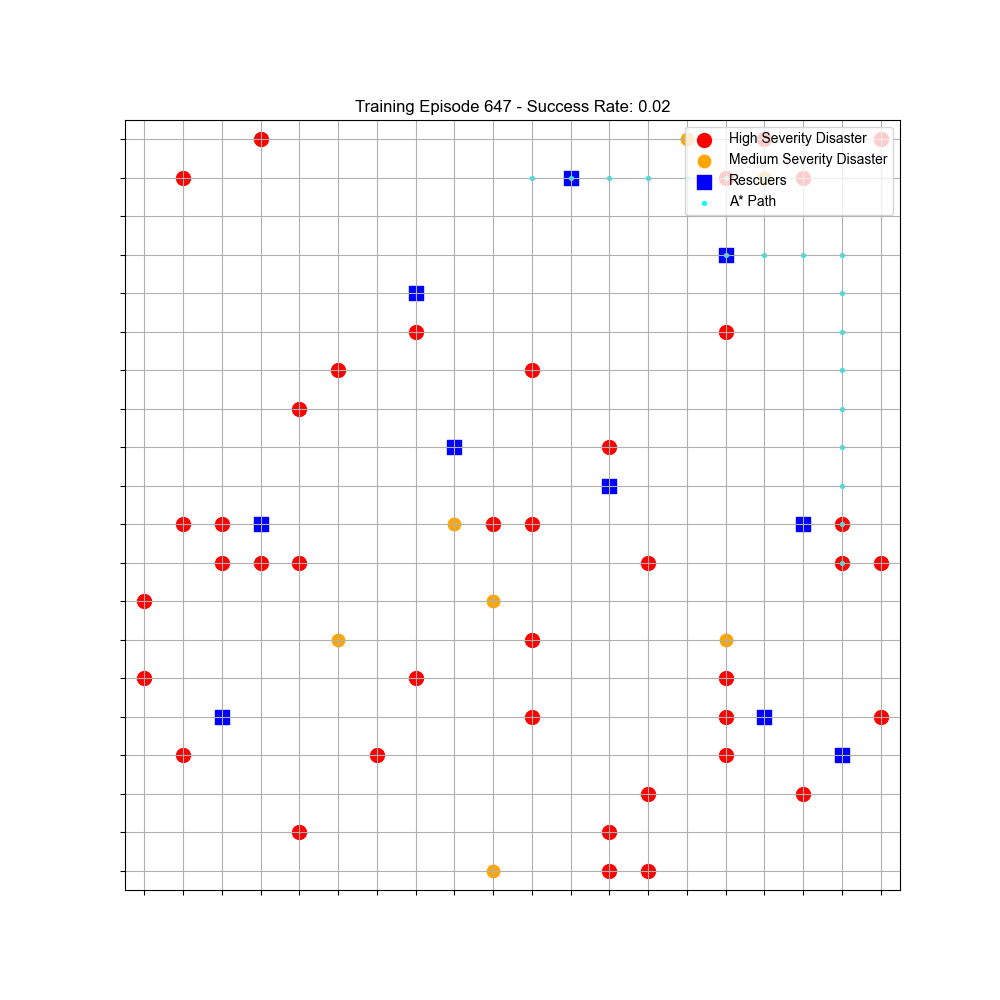 Training Episode 647 - Success Rate: 0.02
High Severity Disaster
Medium Severity Disaster
Rescuers
A* Path